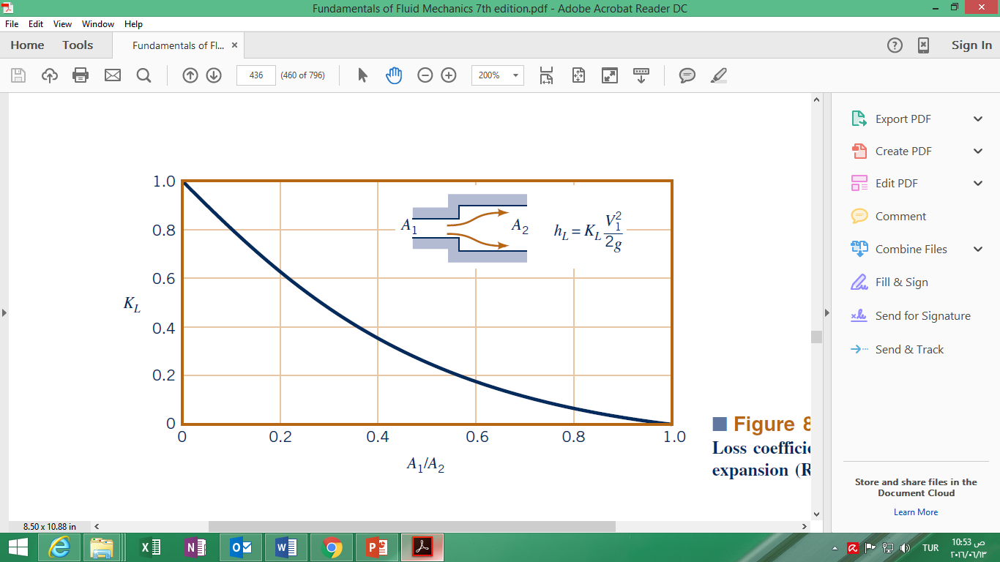 Fundamentals of Fluid Mechanics 7th edition.pdf - Adobe Acrobat Reader DC
File Edit View Window Help
Home Tools Fundamentals of Fl... × Sign In
436 (460 of 796) 200%
Export PDF
Create PDF
Edit PDF
Comment
Combine Files
Fill & Sign
Send for Signature
Send & Track
Store and share files in the
Document Cloud
Learn More
1.0
0.8
0.6
K_L
0.4
0.2
0
A_1 A_2 h_L = K_L V_1^2/2g
0 0.2 0.4 0.6 0.8 1.0
A_1/A_2
■ Figure 8
Loss coefficie
expansion (R
8.50 x 10.88 in
TUR 10:53 ص
٢٠١٦/٠٦/١٣